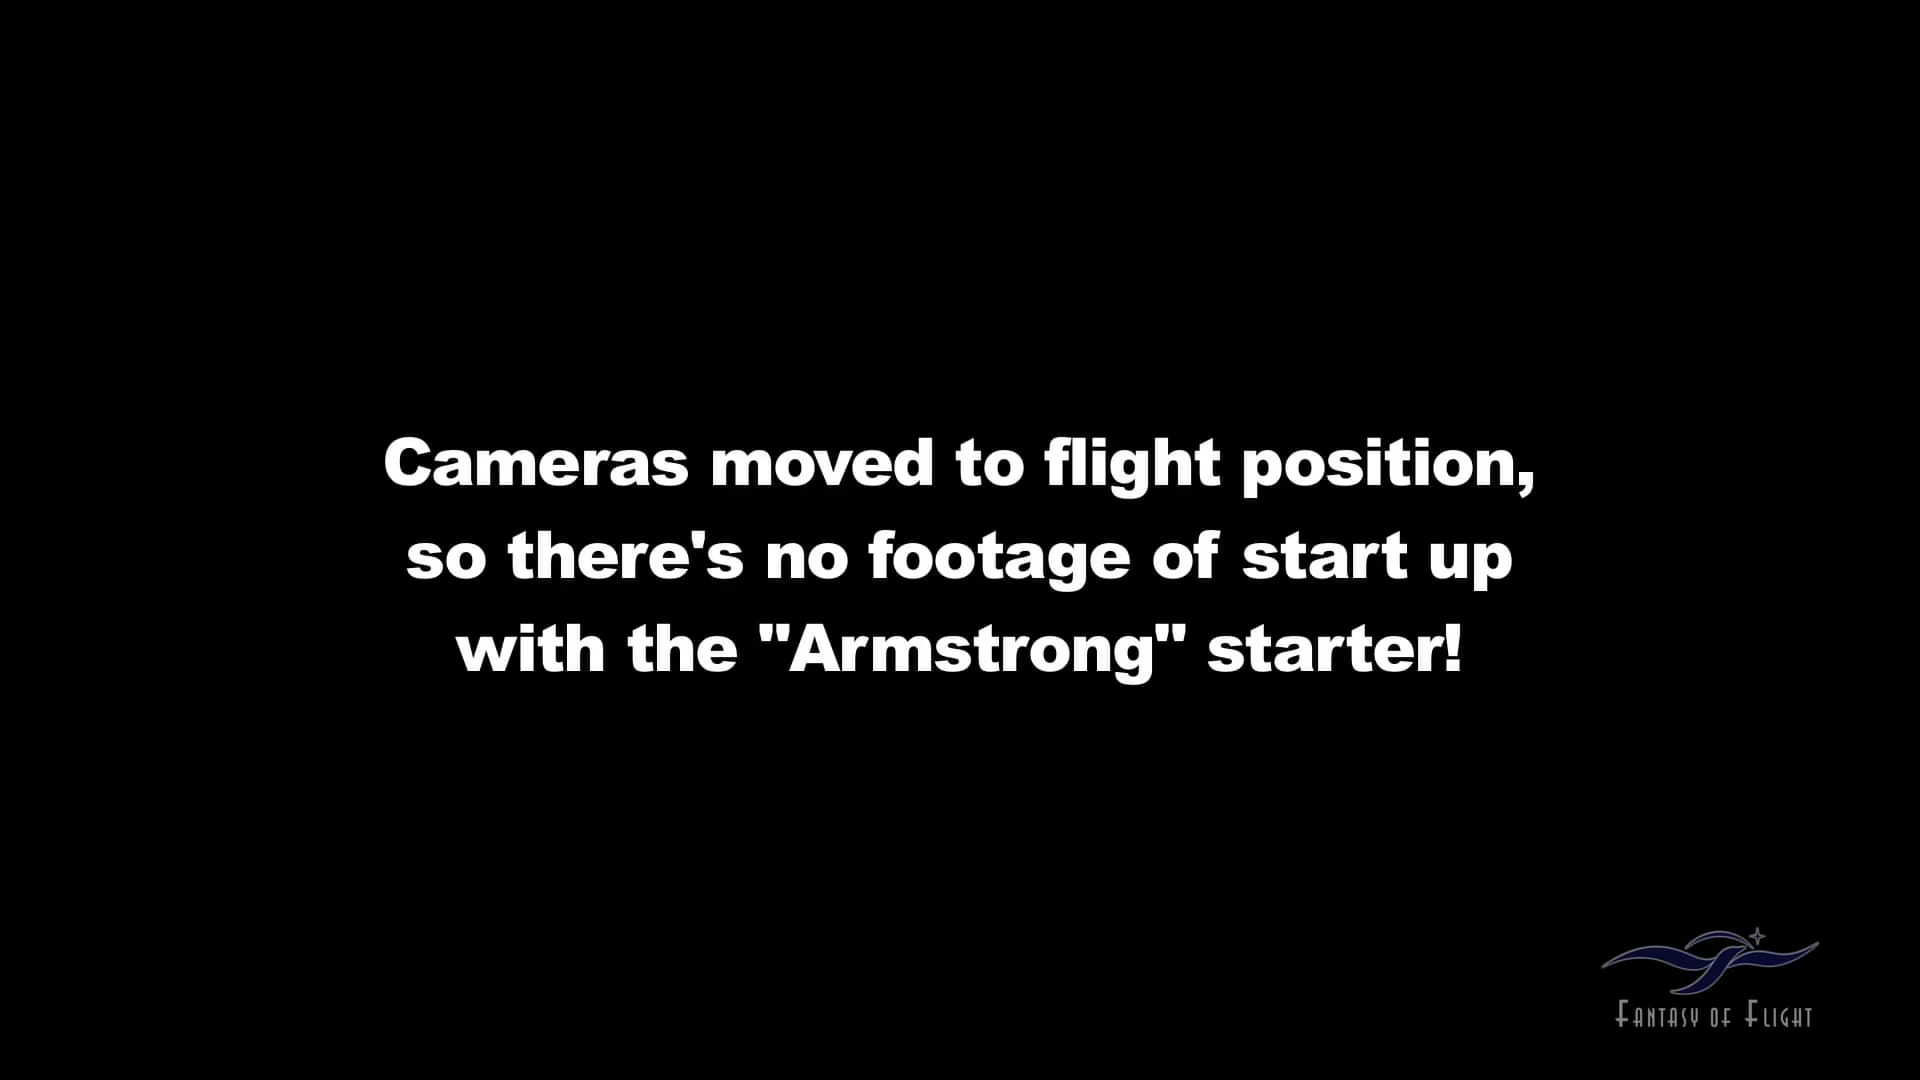 Cameras moved to flight position,
so there's no footage of start up
with the "Armstrong" starter!
FANTASY OF FLIGHT